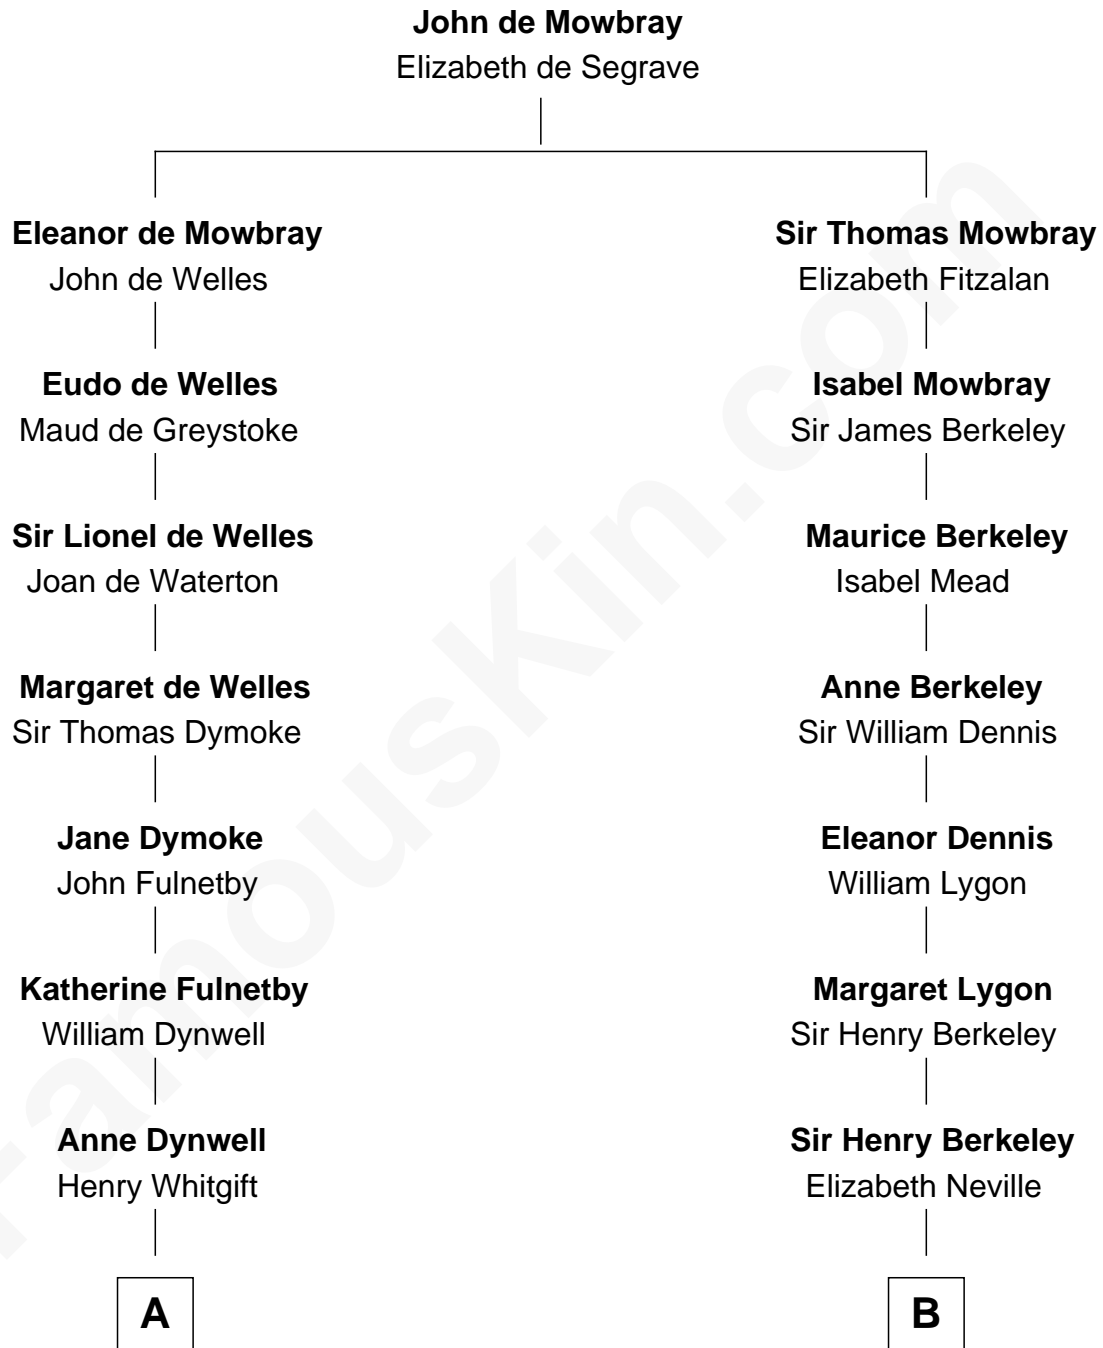 John de Mowbray
Elizabeth de Segrave
Eleanor de Mowbray
John de Welles
Eudo de Welles
Maud de Greystoke
Sir Lionel de Welles
Joan de Waterton
Margaret de Welles
Sir Thomas Dymoke
Jane Dymoke
John Fulnetby
Katherine Fulnetby
William Dynwell
Anne Dynwell
Henry Whitgift
A
Sir Thomas Mowbray
Elizabeth Fitzalan
Isabel Mowbray
Sir James Berkeley
Maurice Berkeley
Isabel Mead
Anne Berkeley
Sir William Dennis
Eleanor Dennis
William Lygon
Margaret Lygon
Sir Henry Berkeley
Sir Henry Berkeley
Elizabeth Neville
B
FamousKin.com